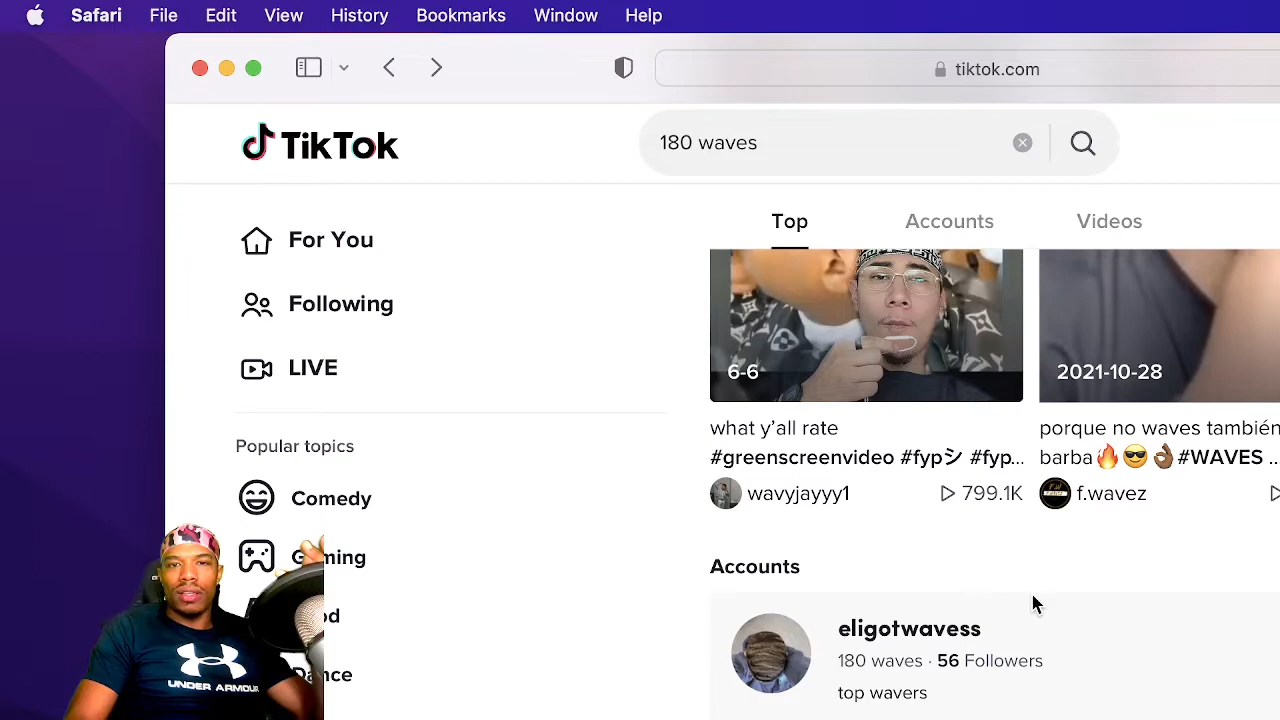 Safari File Edit View History Bookmarks Window Help
tiktok.com
TikTok
180 waves
Top Accounts Videos
For You
Following
LIVE
Popular topics
Comedy
Dance
6-6
2021-10-28
what y’all rate
#greenscreenvideo #fypシ #fyp...
wavyjayyy1 799.1K
porque no waves también
barba🔥😎👌🏾#WAVES ..
f.wavez
Accounts
eligotwavess
180 waves · 56 Followers
top wavers
UNDER ARMOUR